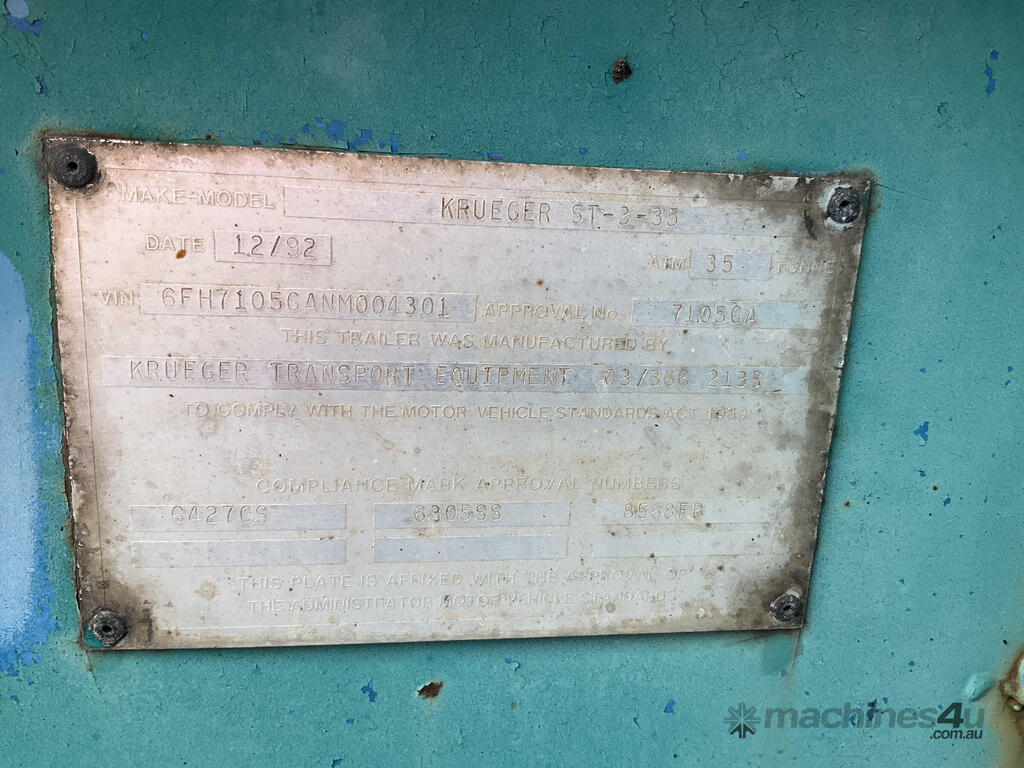 MAKE-MODEL KRUEGER ST-3-35
DATE 12/92
ATM 35 TONNE
VIN 6FH7105GANM004301 APPROVAL No. 7105GA
THIS TRAILER WAS MANUFACTURED BY
KRUEGER TRANSPORT EQUIPMENT 03/366 2133
TO COMPLY WITH THE MOTOR VEHICLE STANDARDS ACT 1989
COMPLIANCE MARK APPROVAL NUMBERS
6427CS 6305SS 8568FB
THIS PLATE IS AFFIXED WITH THE APPROVAL OF
THE ADMINISTRATOR MOTOR VEHICLE STANDARDS
machines4u
.com.au